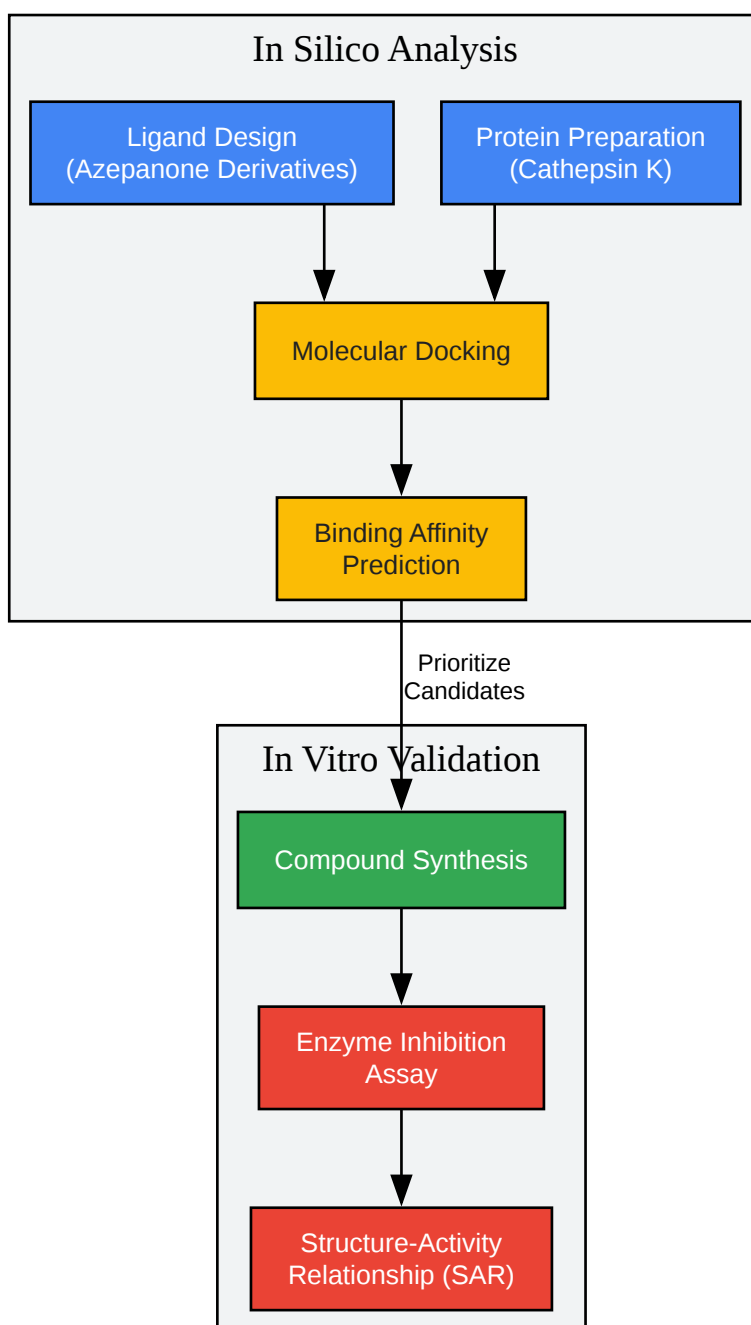 In Silico Analysis
Ligand Design
(Azepanone Derivatives)
Protein Preparation
(Cathepsin K)
Molecular Docking
Binding Affinity
Prediction
Prioritize
Candidates
In Vitro Validation
Compound Synthesis
Enzyme Inhibition
Assay
Structure-Activity
Relationship (SAR)